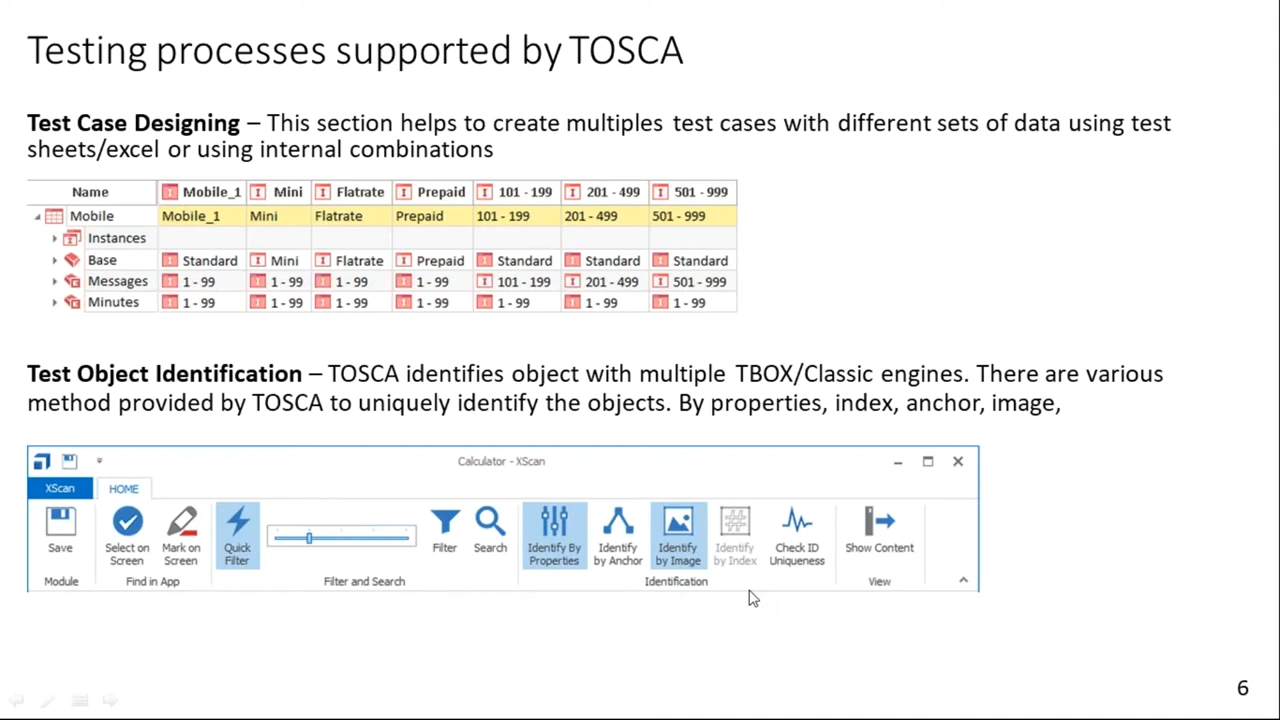 Testing processes supported by TOSCA
Test Case Designing – This section helps to create multiples test cases with different sets of data using test
sheets/excel or using internal combinations
Name Mobile_1 Mini Flatrate Prepaid 101 - 199 201 - 499 501 - 999
Mobile Mobile_1 Mini Flatrate Prepaid 101 - 199 201 - 499 501 - 999
Instances
Base Standard Mini Flatrate Prepaid Standard Standard Standard
Messages 1 - 99 1 - 99 1 - 99 1 - 99 101 - 199 201 - 499 501 - 999
Minutes 1 - 99 1 - 99 1 - 99 1 - 99 1 - 99 1 - 99 1 - 99
Test Object Identification – TOSCA identifies object with multiple TBOX/Classic engines. There are various
method provided by TOSCA to uniquely identify the objects. By properties, index, anchor, image,
Calculator - XScan
XScan HOME
Save Select on Screen Mark on Screen Quick Filter Filter Search Identify By Properties Identify by Anchor Identify by Image Identify by Index Check ID Uniqueness Show Content
Module Find in App Filter and Search Identification View
6